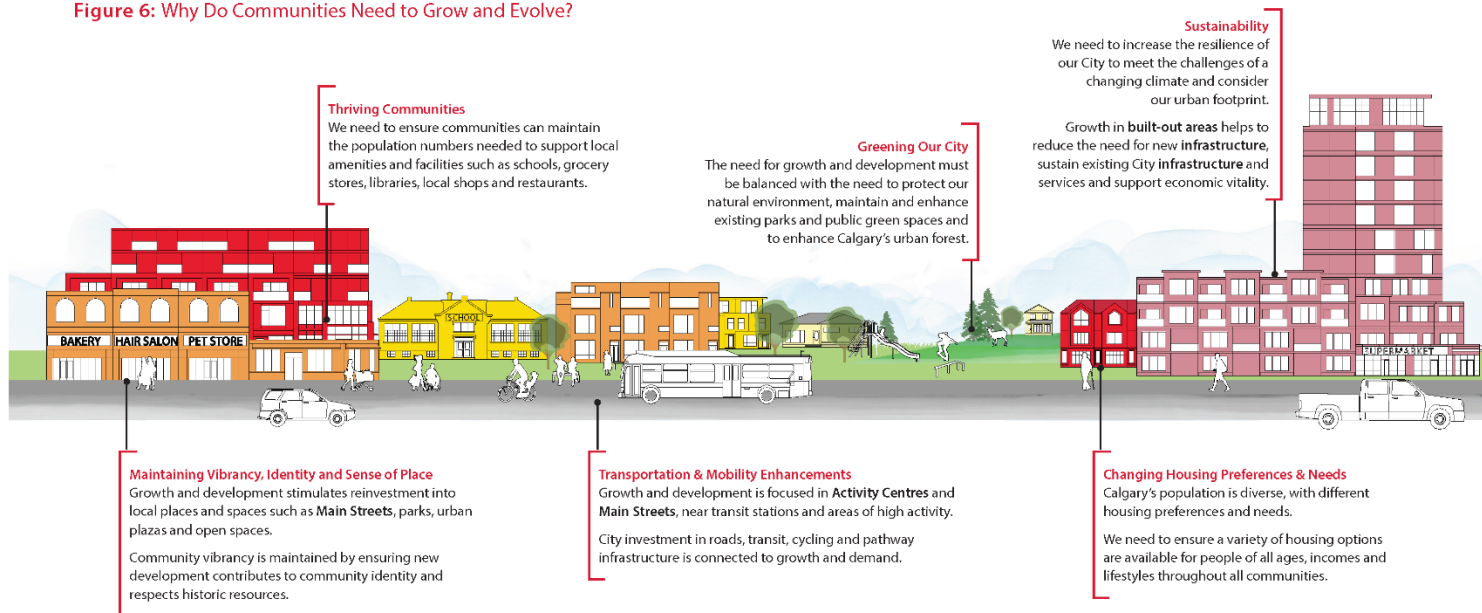 Figure 6: Why Do Communities Need to Grow and Evolve?
Thriving Communities
We need to ensure communities can maintain
the population numbers needed to support local
amenities and facilities such as schools, grocery
stores, libraries, local shops and restaurants.
Greening Our City
The need for growth and development must
be balanced with the need to protect our
natural environment, maintain and enhance
existing parks and public green spaces and
to enhance Calgary's urban forest.
Sustainability
We need to increase the resilience of
our City to meet the challenges of a
changing climate and consider
our urban footprint.
Growth in built-out areas helps to
reduce the need for new infrastructure,
sustain existing City infrastructure and
services and support economic vitality.
BAKERY
HAIR SALON
PET STORE
SCHOOL
SUPERMARKET
Maintaining Vibrancy, Identity and Sense of Place
Growth and development stimulates reinvestment into
local places and spaces such as Main Streets, parks, urban
plazas and open spaces.
Community vibrancy is maintained by ensuring new
development contributes to community identity and
respects historic resources.
Transportation & Mobility Enhancements
Growth and development is focused in Activity Centres and
Main Streets, near transit stations and areas of high activity.
City investment in roads, transit, cycling and pathway
infrastructure is connected to growth and demand.
Changing Housing Preferences & Needs
Calgary's population is diverse, with different
housing preferences and needs.
We need to ensure a variety of housing options
are available for people of all ages, incomes and
lifestyles throughout all communities.